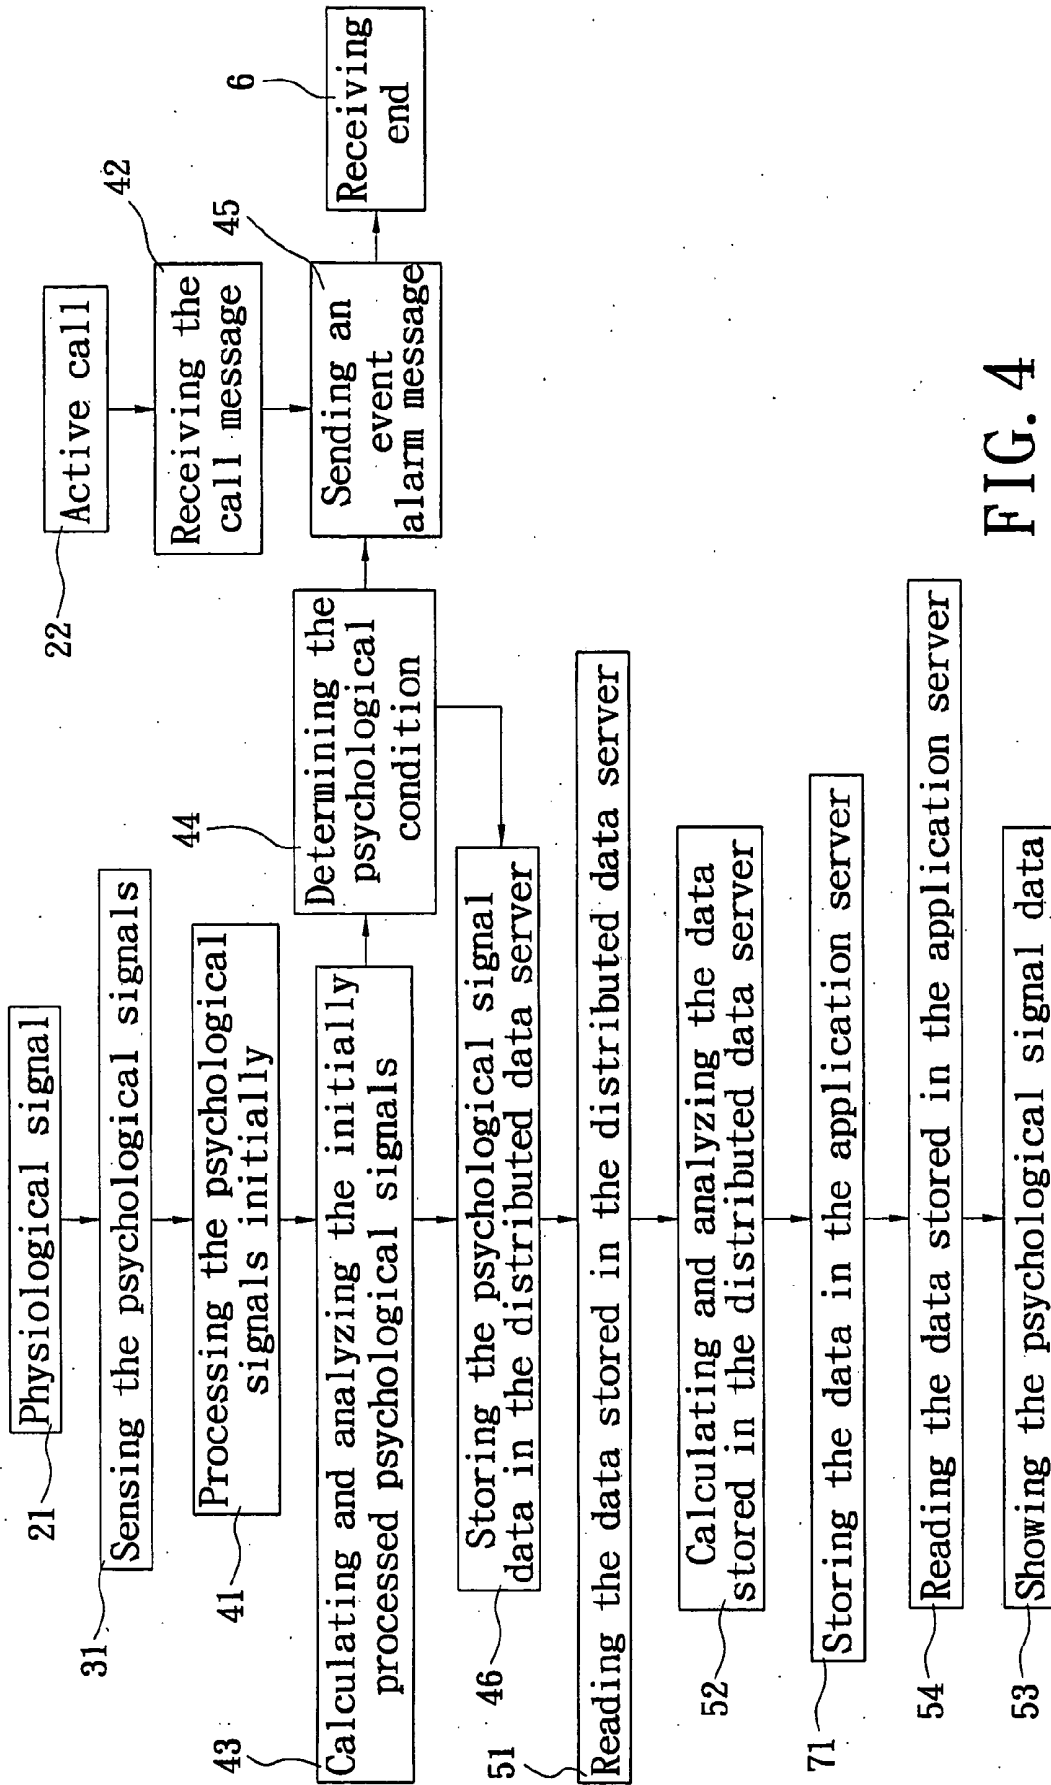 21
Physiological signal
31
Sensing the psychological signals
41
Processing the psychological
signals initially
43
Calculating and analyzing the initially
processed psychological signals
44
Determining the
psychological
condition
22
Active call
42
Receiving the
call message
45
Sending an
event
alarm message
6
Receiving
end
46
Storing the psychological signal
data in the distributed data server
51
Reading the data stored in the distributed data server
52
Calculating and analyzing the data
stored in the distributed data server
71
Storing the data in the application server
54
Reading the data stored in the application server
53
Showing the psychological signal data
FIG. 4